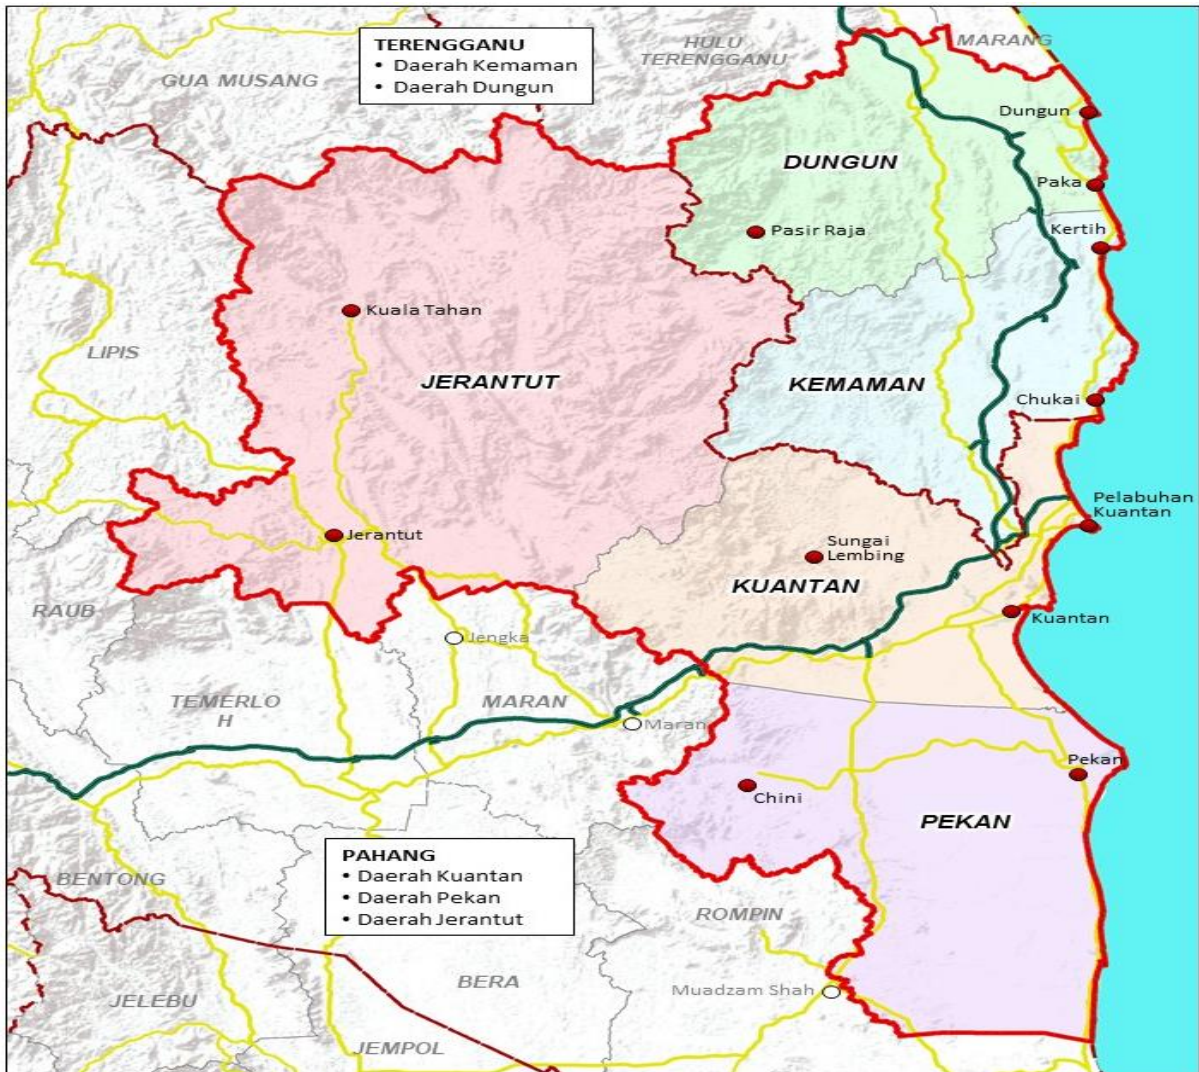 TERENGGANU
• Daerah Kemaman
• Daerah Dungun
HULU
TERENGGANU
MARANG
GUA MUSANG
Dungun
DUNGUN
Paka
Pasir Raja
Kertih
Kuala Tahan
LIPIS
JERANTUT
KEMAMAN
Chukai
Pelabuhan
Kuantan
Jerantut
Sungai
Lembing
KUANTAN
RAUB
Kuantan
Jengka
TEMERLO
H
MARAN
Maran
Pekan
Chini
PEKAN
PAHANG
• Daerah Kuantan
• Daerah Pekan
• Daerah Jerantut
BENTONG
ROMPIN
BERA
Muadzam Shah
JELEBU
JEMPOL